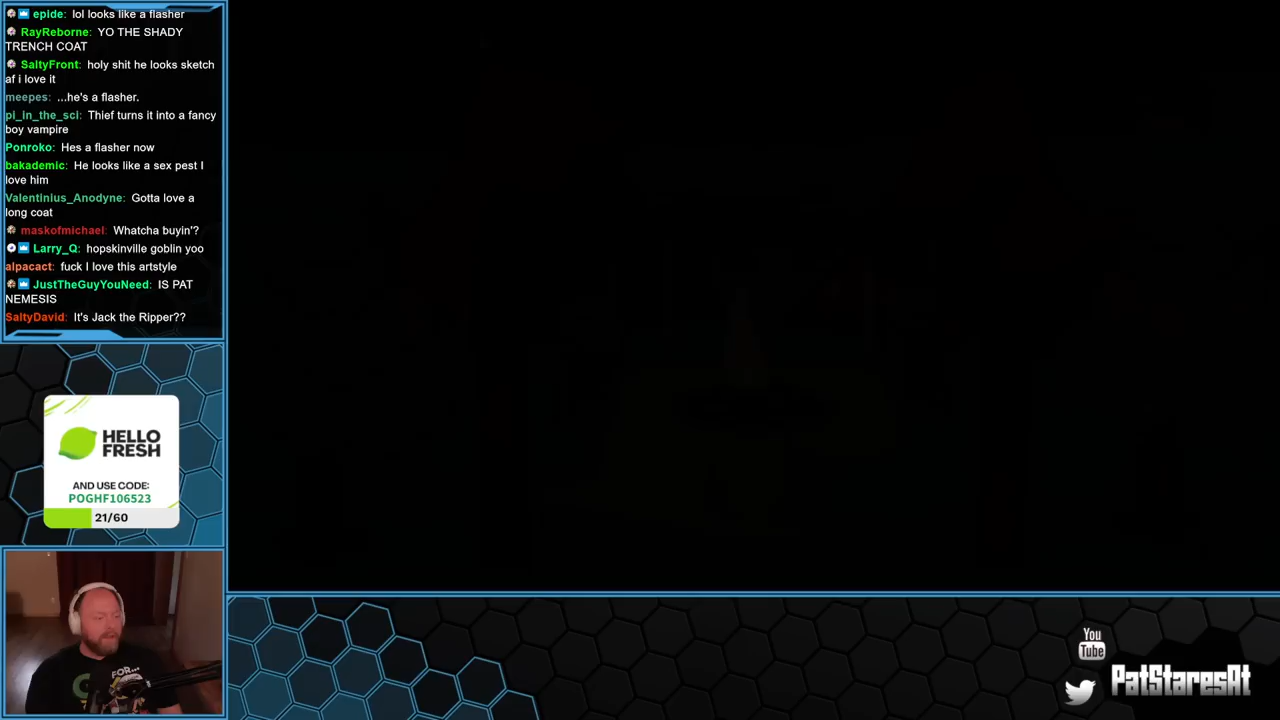 epide: lol looks like a flasher
RayReborne: YO THE SHADY
TRENCH COAT
SaltyFront: holy shit he looks sketch
af i love it
meepes: ...he's a flasher.
pi_in_the_sci: Thief turns it into a fancy
boy vampire
Ponroko: Hes a flasher now
bakademic: He looks like a sex pest I
love him
Valentinius_Anodyne: Gotta love a
long coat
maskofmichael: Whatcha buyin'?
Larry_Q: hopskinville goblin yoo
alpacact: fuck I love this artstyle
JustTheGuyYouNeed: IS PAT
NEMESIS
SaltyDavid: It's Jack the Ripper??
HELLO
FRESH
AND USE CODE:
POGHF106523
21/60
FOR...
You
Tube
PatStaresAt